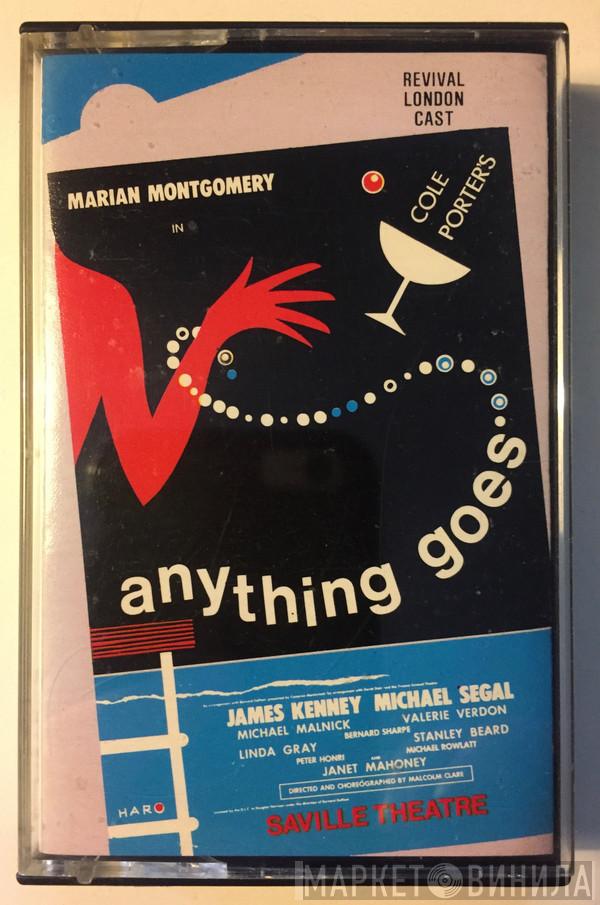 REVIVAL
LONDON
CAST
MARIAN MONTGOMERY
IN
COLE
PORTER'S
anything goes
JAMES KENNEY MICHAEL SEGAL
MICHAEL MALNICK VALERIE VERDON
BERNARD SHARPE STANLEY BEARD
LINDA GRAY MICHAEL ROWLATT
PETER HONRI AND
JANET MAHONEY
DIRECTED AND CHOREOGRAPHED BY MALCOLM CLARE
HARO
SAVILLE THEATRE
МАРКЕТ ВИНИЛА